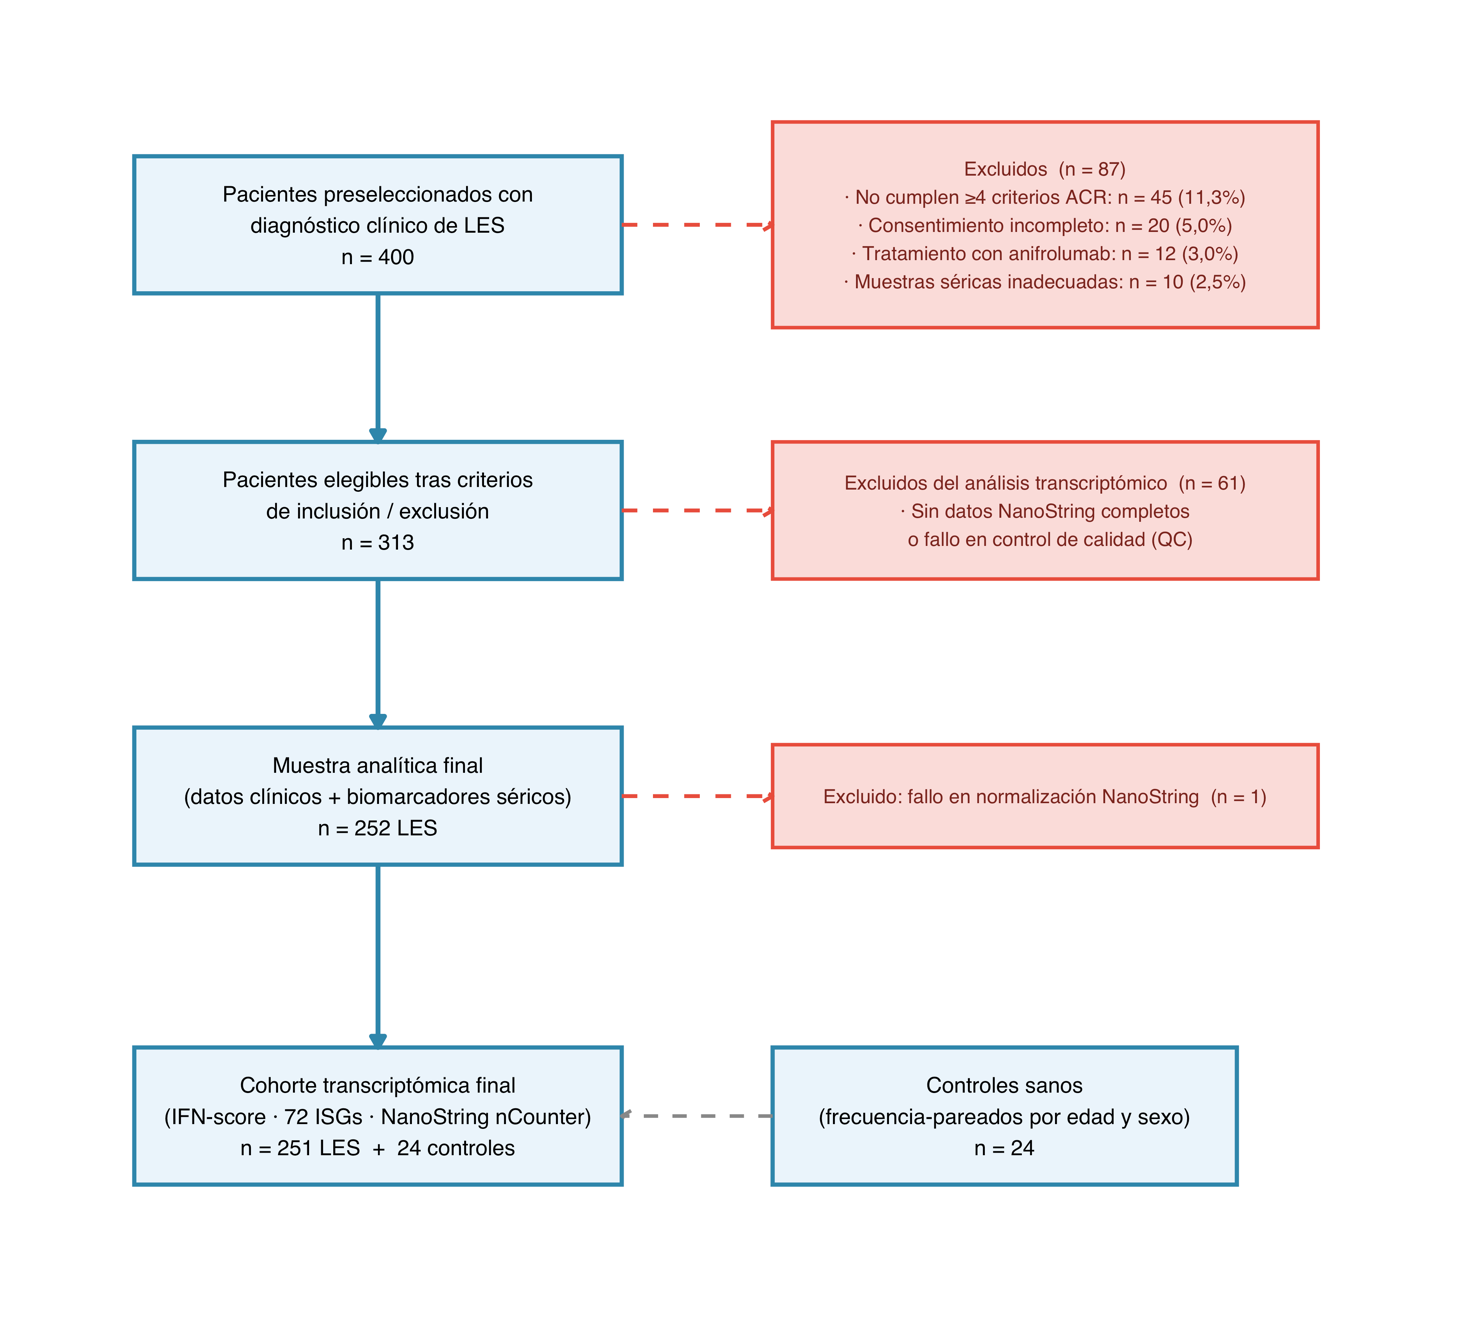 Pacientes preseleccionados con
diagnóstico clínico de LES
n = 400
Excluidos (n = 87)
· No cumplen ≥4 criterios ACR: n = 45 (11,3%)
· Consentimiento incompleto: n = 20 (5,0%)
· Tratamiento con anifrolumab: n = 12 (3,0%)
· Muestras séricas inadecuadas: n = 10 (2,5%)
Pacientes elegibles tras criterios
de inclusión / exclusión
n = 313
Excluidos del análisis transcriptómico (n = 61)
· Sin datos NanoString completos
o fallo en control de calidad (QC)
Muestra analítica final
(datos clínicos + biomarcadores séricos)
n = 252 LES
Excluido: fallo en normalización NanoString (n = 1)
Cohorte transcriptómica final
(IFN-score · 72 ISGs · NanoString nCounter)
n = 251 LES + 24 controles
Controles sanos
(frecuencia-pareados por edad y sexo)
n = 24